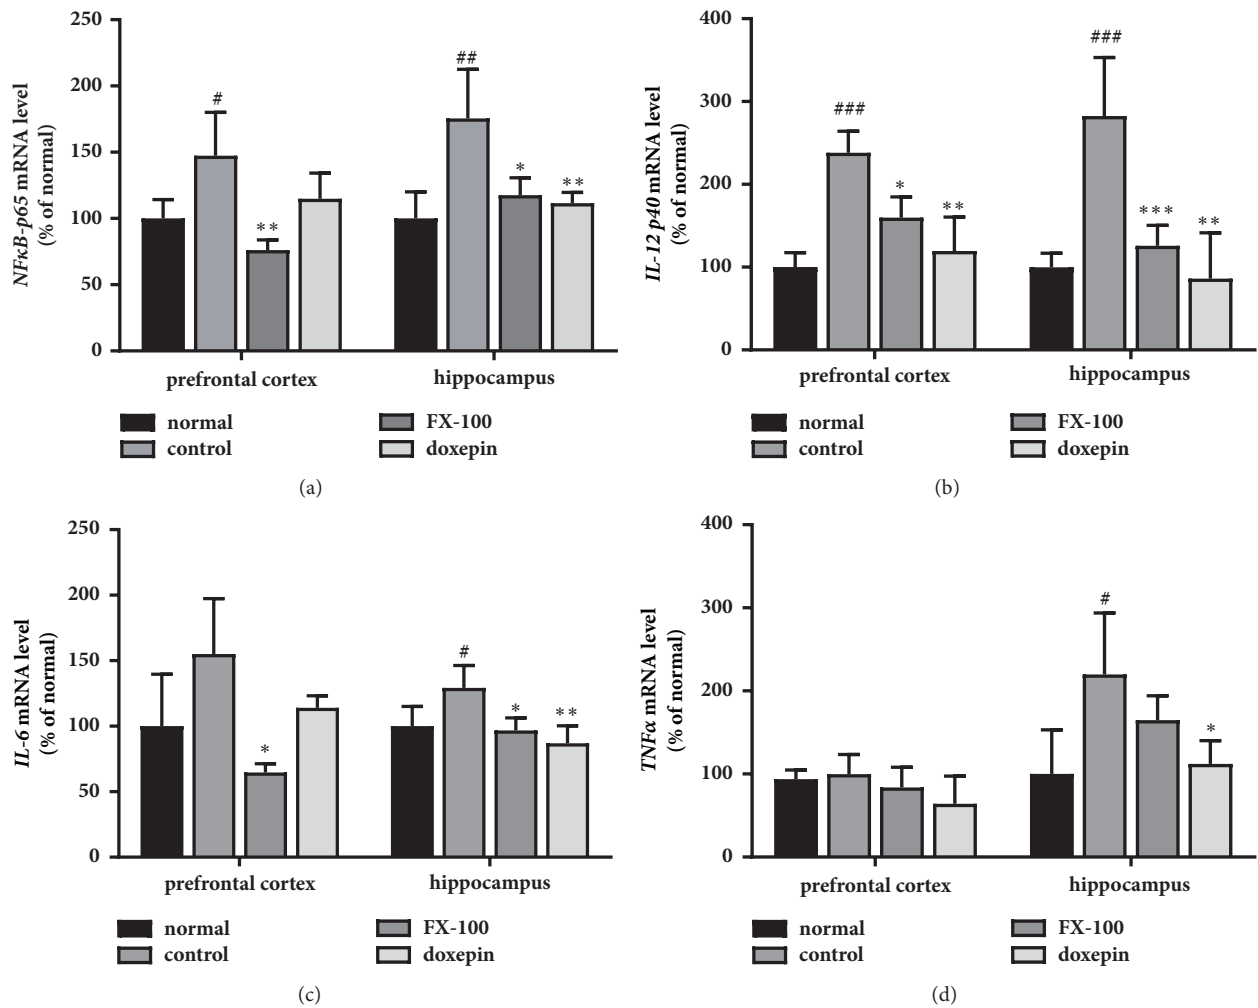 NFκB-p65 mRNA level
(% of normal)
250
200
150
100
50
0
#
**
##
*
**
prefrontal cortex
hippocampus
normal
control
FX-100
doxepin
(a)
IL-12 p40 mRNA level
(% of normal)
400
300
200
100
0
###
*
**
###
***
**
prefrontal cortex
hippocampus
normal
control
FX-100
doxepin
(b)
IL-6 mRNA level
(% of normal)
250
200
150
100
50
0
*
#
*
**
prefrontal cortex
hippocampus
normal
control
FX-100
doxepin
(c)
TNFα mRNA level
(% of normal)
400
300
200
100
0
#
*
prefrontal cortex
hippocampus
normal
control
FX-100
doxepin
(d)